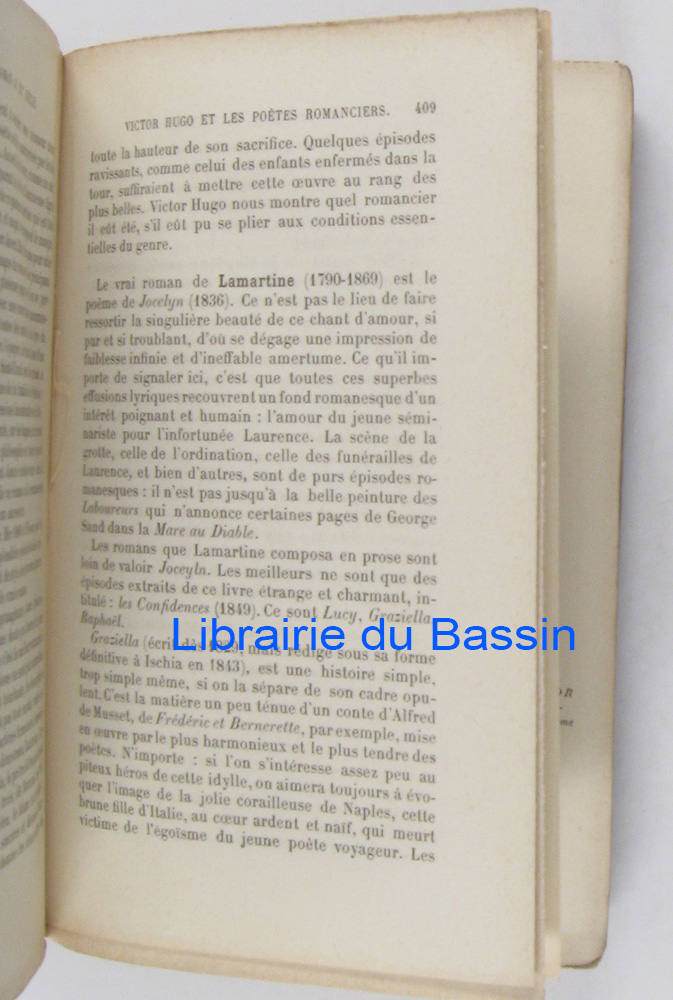 VICTOR HUGO ET LES POÈTES ROMANCIERS. 409
toute la hauteur de son sacrifice. Quelques épisodes
ravissants, comme celui des enfants enfermés dans la
tour, suffiraient à mettre cette œuvre au rang des
plus belles. Victor Hugo nous montre quel romancier
il eût été, s'il eût pu se plier aux conditions essen-
tielles du genre.
Le vrai roman de Lamartine (1790-1869) est le
poème de Jocelyn (1836). Ce n'est pas le lieu de faire
ressortir la singulière beauté de ce chant d'amour, si
pur et si troublant, d'où se dégage une impression de
faiblesse infinie et d'ineffable amertume. Ce qu'il im-
porte de signaler ici, c'est que toutes ces superbes
effusions lyriques recouvrent un fond romanesque d'un
intérêt poignant et humain : l'amour du jeune sémi-
nariste pour l'infortunée Laurence. La scène de la
grotte, celle de l'ordination, celle des funérailles de
Laurence, et bien d'autres, sont de purs épisodes ro-
manesques : il n'est pas jusqu'à la belle peinture des
Laboureurs qui n'annonce certaines pages de George
Sand dans la Mare au Diable.
Les romans que Lamartine composa en prose sont
loin de valoir Joceyln. Les meilleurs ne sont que des
épisodes extraits de ce livre étrange et charmant, in-
titulé : les Confidences (1849). Ce sont Lucy, Graziella
Raphaël.
Librairie du Bassin
Graziella (écrit dès 1829, mais rédigé sous sa forme
définitive à Ischia en 1843), est une histoire simple,
trop simple même, si on la sépare de son cadre opu-
lent. C'est la matière un peu ténue d'un conte d'Alfred
de Musset, de Frédéric et Bernerette, par exemple, mise
en œuvre par le plus harmonieux et le plus tendre des
poètes. N'importe : si l'on s'intéresse assez peu au
piteux héros de cette idylle, on aimera toujours à évo-
quer l'image de la jolie corailleuse de Naples, cette
brune fille d'Italie, au cœur ardent et naïf, qui meurt
victime de l'égoïsme du jeune poète voyageur. Les